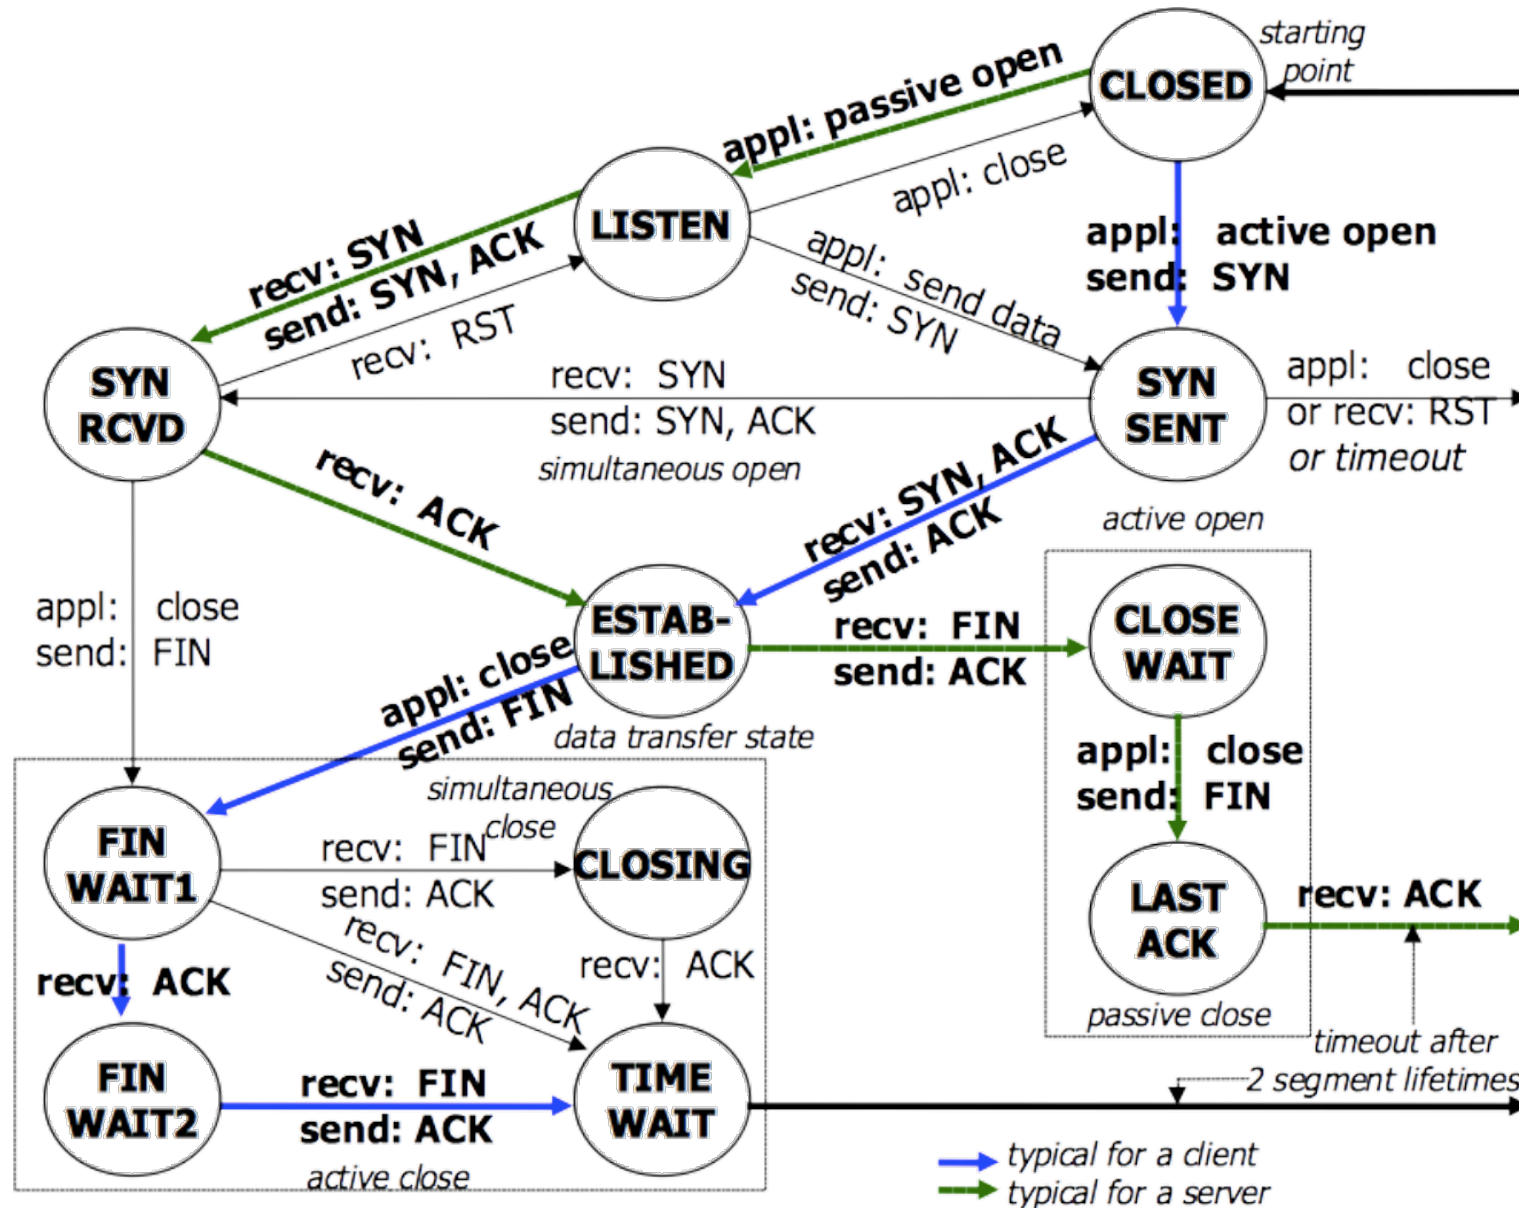 starting
point
CLOSED
appl: passive open
appl: close
LISTEN
appl: active open
send: SYN
recv: SYN
send: SYN, ACK
recv: RST
appl: send data
send: SYN
SYN
RCVD
recv: SYN
send: SYN, ACK
simultaneous open
SYN
SENT
appl: close
or recv: RST
or timeout
active open
recv: ACK
recv: SYN, ACK
send: ACK
appl: close
send: FIN
ESTAB-
LISHED
data transfer state
recv: FIN
send: ACK
CLOSE
WAIT
appl: close
send: FIN
appl: close
send: FIN
LAST
ACK
recv: ACK
passive close
timeout after
2 segment lifetimes
simultaneous
close
FIN
WAIT1
recv: FIN
send: ACK
CLOSING
recv: FIN, ACK
send: ACK
recv: ACK
recv: ACK
FIN
WAIT2
recv: FIN
send: ACK
TIME
WAIT
active close
typical for a client
typical for a server